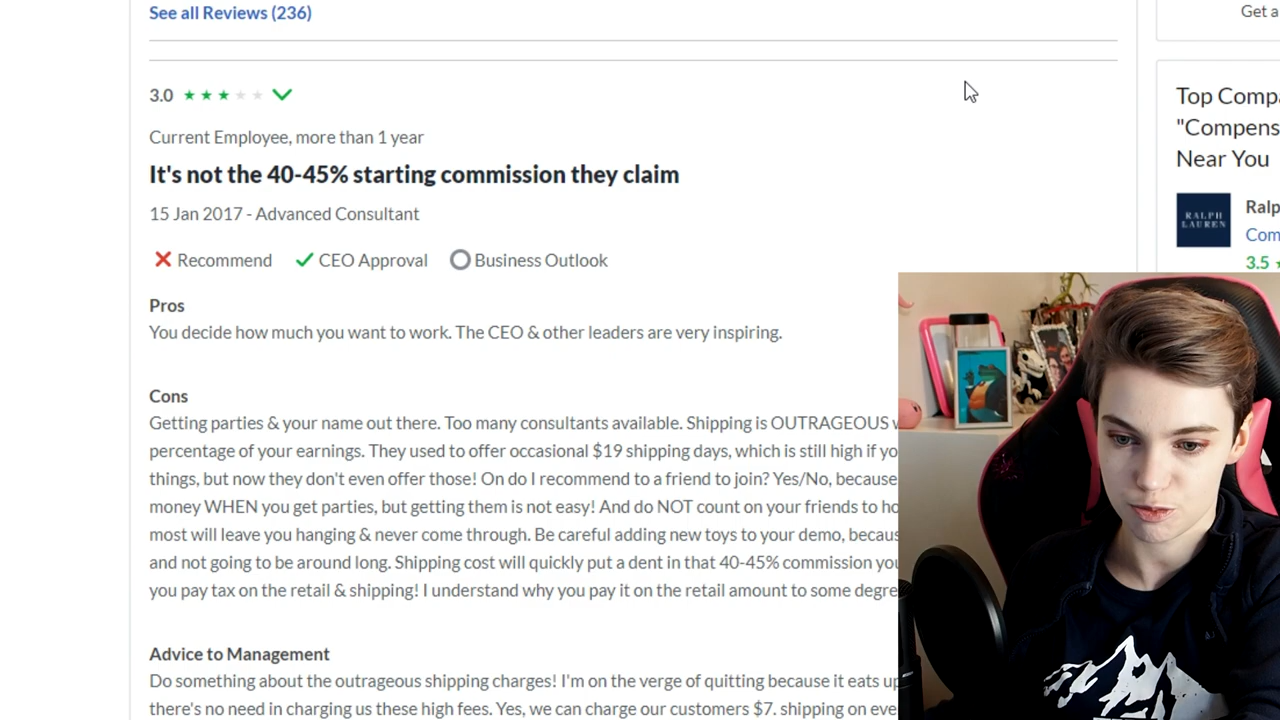 See all Reviews (236)
3.0
Current Employee, more than 1 year
It's not the 40-45% starting commission they claim
15 Jan 2017 - Advanced Consultant
Recommend CEO Approval Business Outlook
Pros
You decide how much you want to work. The CEO & other leaders are very inspiring.
Cons
Getting parties & your name out there. Too many consultants available. Shipping is OUTRAGEOUS
percentage of your earnings. They used to offer occasional $19 shipping days, which is still high if
things, but now they don't even offer those! On do I recommend to a friend to join? Yes/No, because
money WHEN you get parties, but getting them is not easy! And do NOT count on your friends to
most will leave you hanging & never come through. Be careful adding new toys to your demo,
and not going to be around long. Shipping cost will quickly put a dent in that 40-45% commission
you pay tax on the retail & shipping! I understand why you pay it on the retail amount to some
Advice to Management
Do something about the outrageous shipping charges! I'm on the verge of quitting because it eats
there's no need in charging us these high fees. Yes, we can charge our customers $7. shipping on
Get a
Top
"
Near You
RALPH
LAUREN
3.5